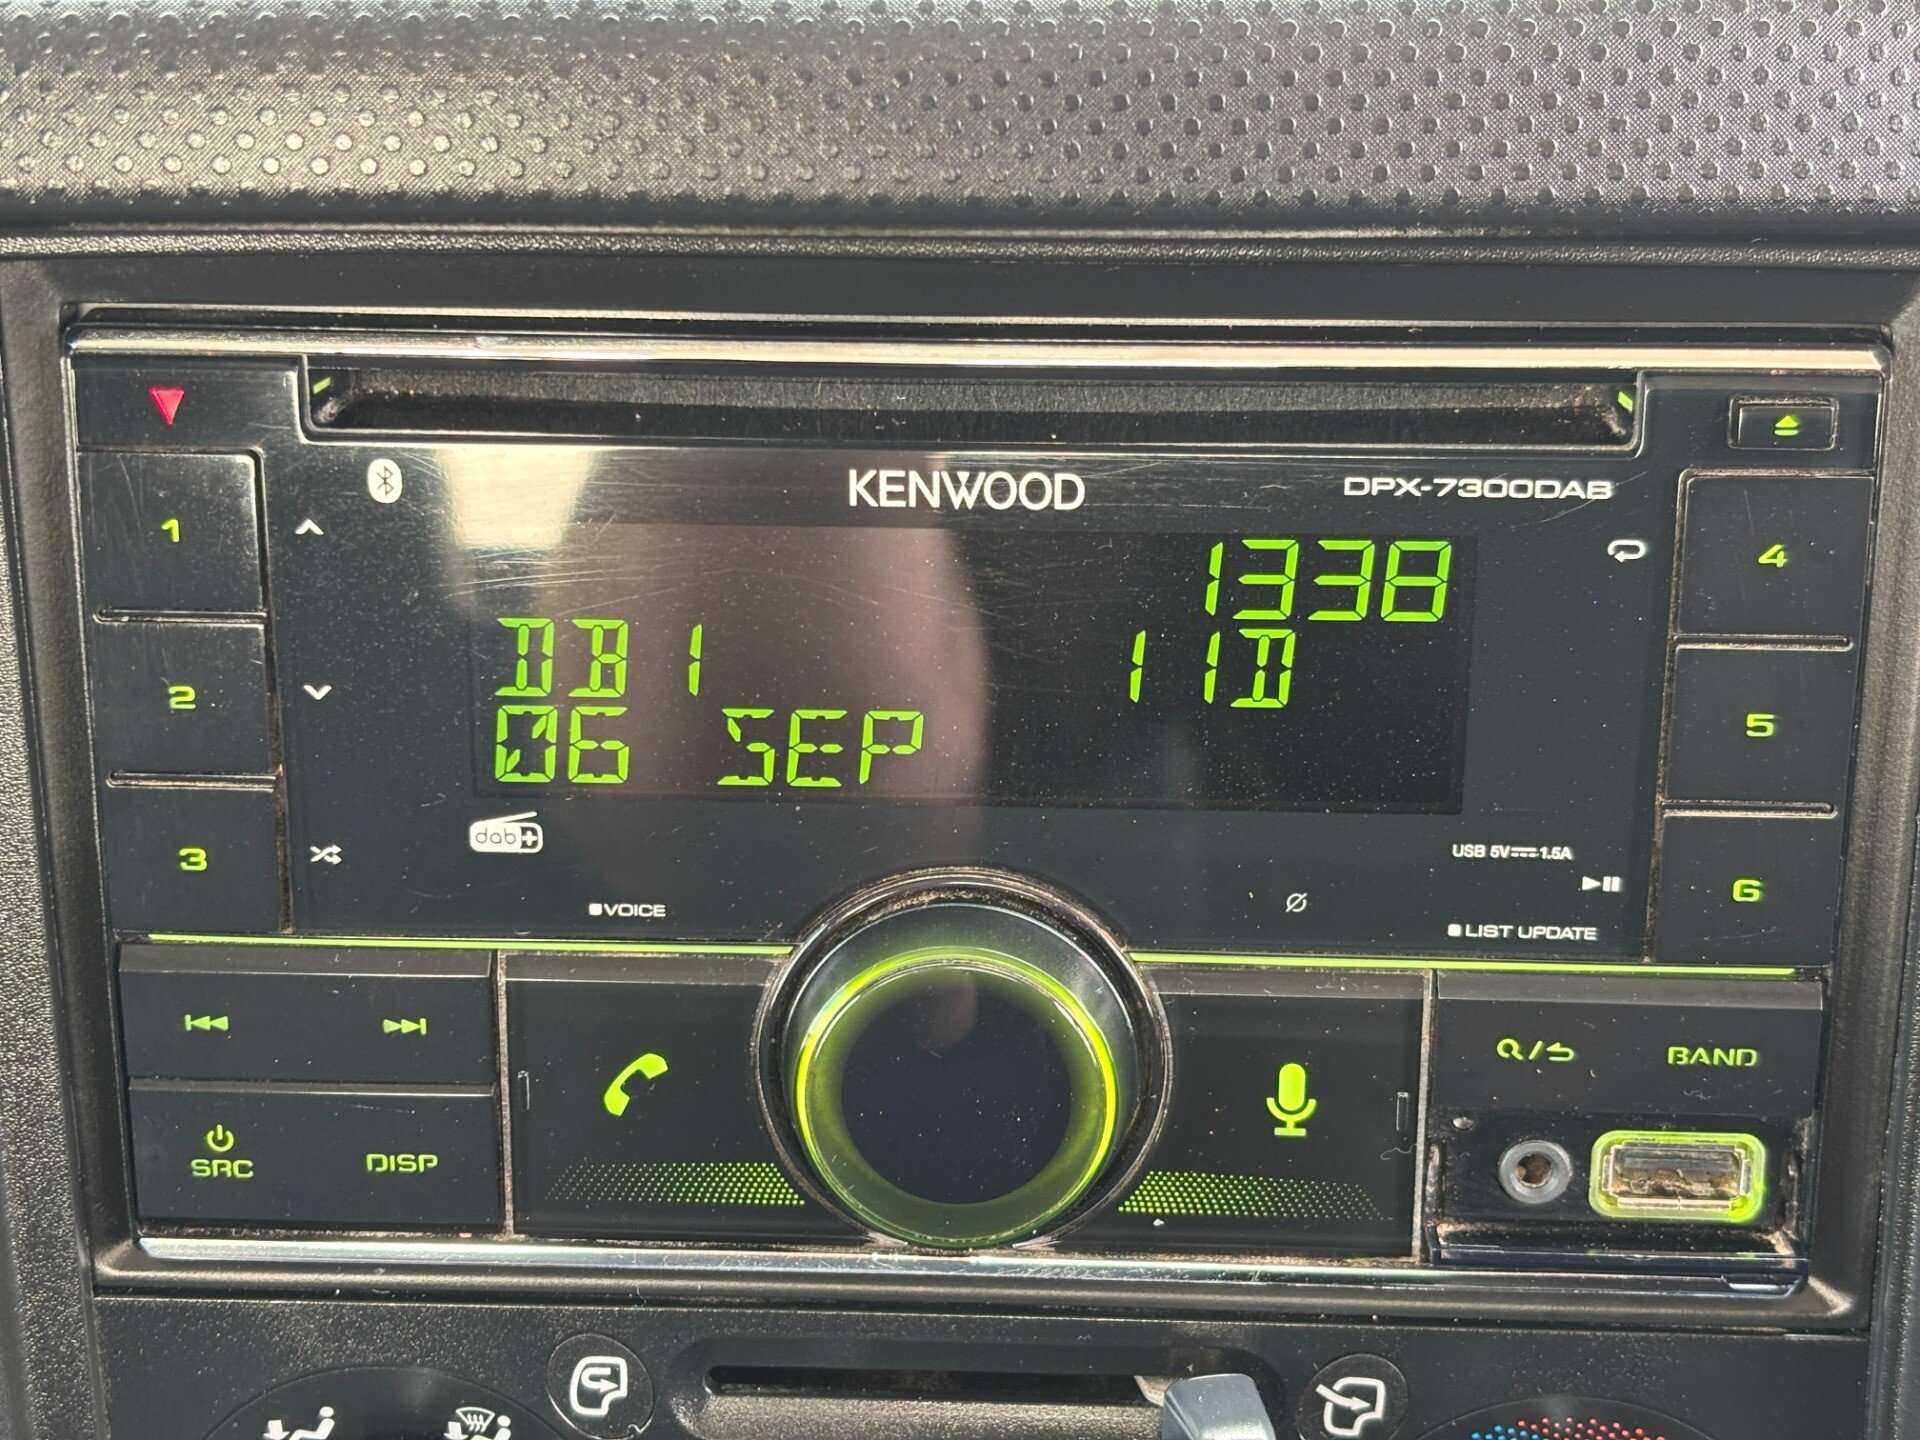 KENWOOD
DPX-7300DAB
1338
DB1 11D
06 SEP
dab+
VOICE
USB 5V 1.5A
LIST UPDATE
1
2
3
4
5
6
SRC
DISP
BAND